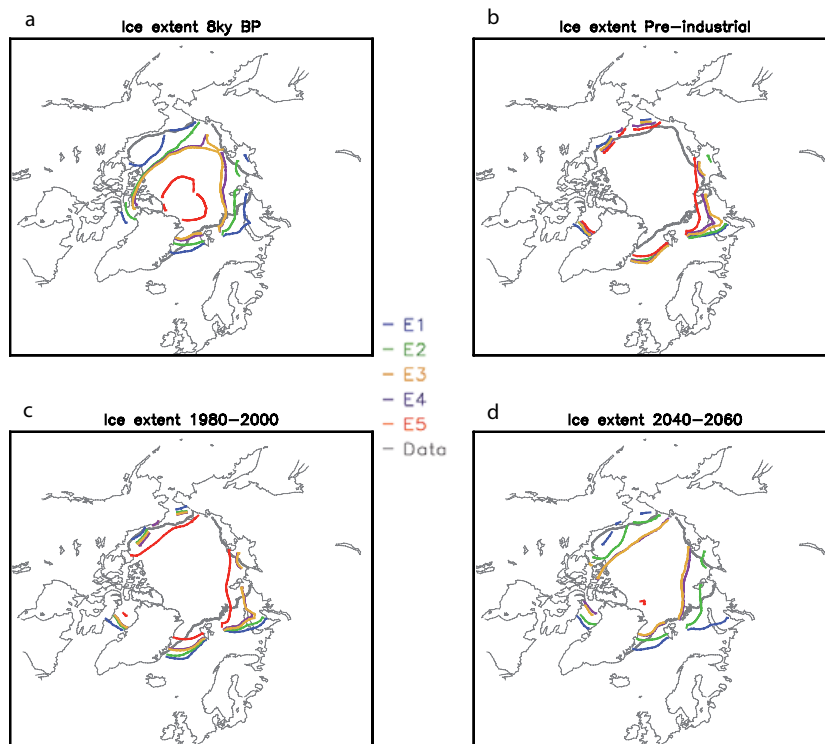 a
Ice extent 8ky BP
b
Ice extent Pre-industrial
E1
E2
E3
E4
E5
Data
c
Ice extent 1980-2000
d
Ice extent 2040-2060